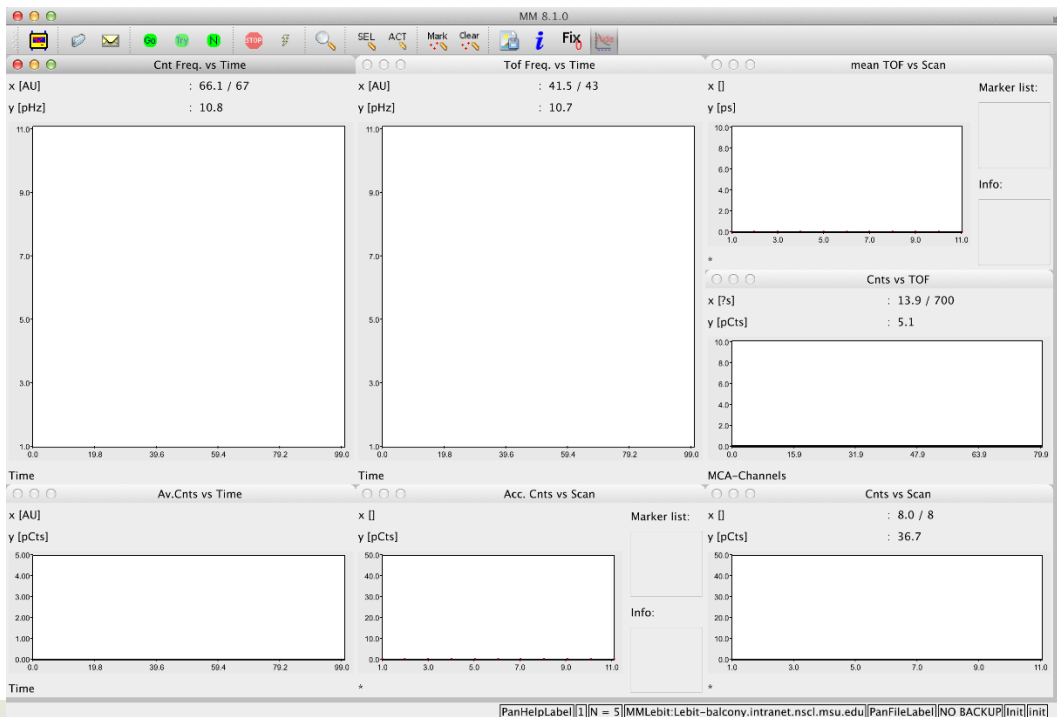 MM 8.1.0
Go Try N STOP SEL ACT Mark Clear i Fix
Cnt Freq. vs Time
x [AU] : 66.1 / 67
y [pHz] : 10.8
11.0
9.0
7.0
5.0
3.0
1.0
0.0 19.8 39.6 59.4 79.2 99.0
Time
Tof Freq. vs Time
x [AU] : 41.5 / 43
y [pHz] : 10.7
11.0
9.0
7.0
5.0
3.0
1.0
0.0 19.8 39.6 59.4 79.2 99.0
Time
mean TOF vs Scan
x []
y [ps]
10.0
8.0
6.0
4.0
2.0
0.0
1.0 3.0 5.0 7.0 9.0 11.0
*
Marker list:
Info:
Cnts vs TOF
x [?s] : 13.9 / 700
y [pCts] : 5.1
10.0
8.0
6.0
4.0
2.0
0.0
0.0 15.9 31.9 47.9 63.9 79.9
MCA-Channels
Av.Cnts vs Time
x [AU]
y [pCts]
5.00
4.00
3.00
2.00
1.00
0.00
0.0 19.8 39.6 59.4 79.2 99.0
Time
Acc. Cnts vs Scan
x []
y [pCts]
50.0
40.0
30.0
20.0
10.0
0.0
1.0 3.0 5.0 7.0 9.0 11.0
*
Marker list:
Info:
Cnts vs Scan
x [] : 8.0 / 8
y [pCts] : 36.7
50.0
40.0
30.0
20.0
10.0
0.0
1.0 3.0 5.0 7.0 9.0 11.0
*
PanHelpLabel 1 N = 5 MMLebit:Lebit-balcony.intranet.nscl.msu.edu PanFileLabel NO BACKUP Init init